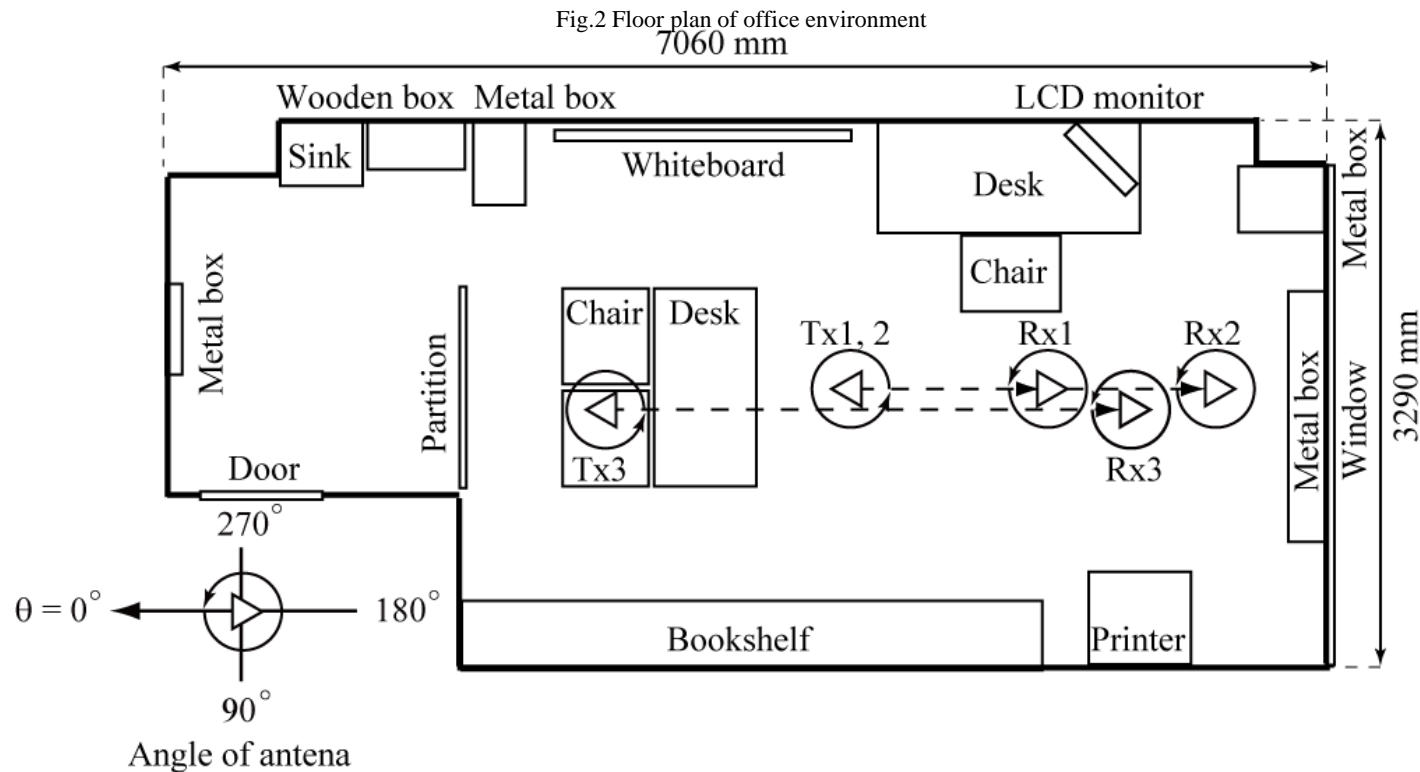 Fig.2 Floor plan of office environment
7060 mm
Wooden box
Metal box
LCD monitor
Sink
Whiteboard
Desk
Metal box
Chair
Metal box
Chair
Desk
Tx1, 2
Rx1
Rx2
3290 mm
Partition
Metal box
Window
Tx3
Rx3
Door
270°
θ = 0°
180°
Bookshelf
Printer
90°
Angle of antena